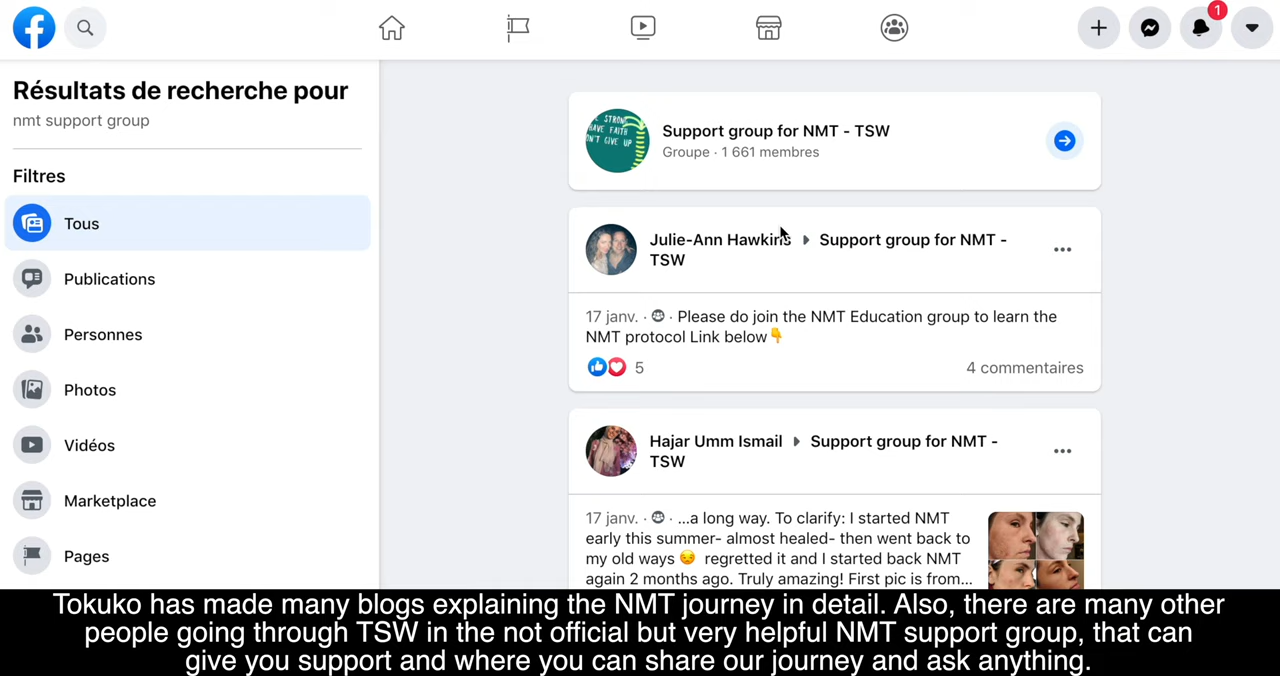 1
Résultats de recherche pour
nmt support group
Filtres
Tous
Publications
Personnes
Photos
Vidéos
Marketplace
Pages
STRONG
HAVE FAITH
DON'T GIVE UP
Support group for NMT - TSW
Groupe · 1 661 membres
Julie-Ann Hawkins ▶ Support group for NMT -
TSW
17 janv. · Please do join the NMT Education group to learn the
NMT protocol Link below👇
5
4 commentaires
Hajar Umm Ismail ▶ Support group for NMT -
TSW
17 janv. · ...a long way. To clarify: I started NMT
early this summer- almost healed- then went back to
my old ways 😔 regretted it and I started back NMT
again 2 months ago. Truly amazing! First pic is from...
Tokuko has made many blogs explaining the NMT journey in detail. Also, there are many other
people going through TSW in the not official but very helpful NMT support group, that can
give you support and where you can share our journey and ask anything.